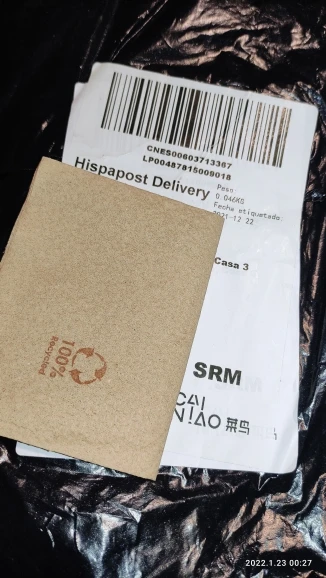 CNES00603713367
LP00487815009018
Hispapost Delivery
Peso:
0.046KG
Fecha etiquetado:
2021-12-22
Casa 3
100%
Recycled
SRM
CAI
NIAO 菜鸟
2022.1.23 00:27